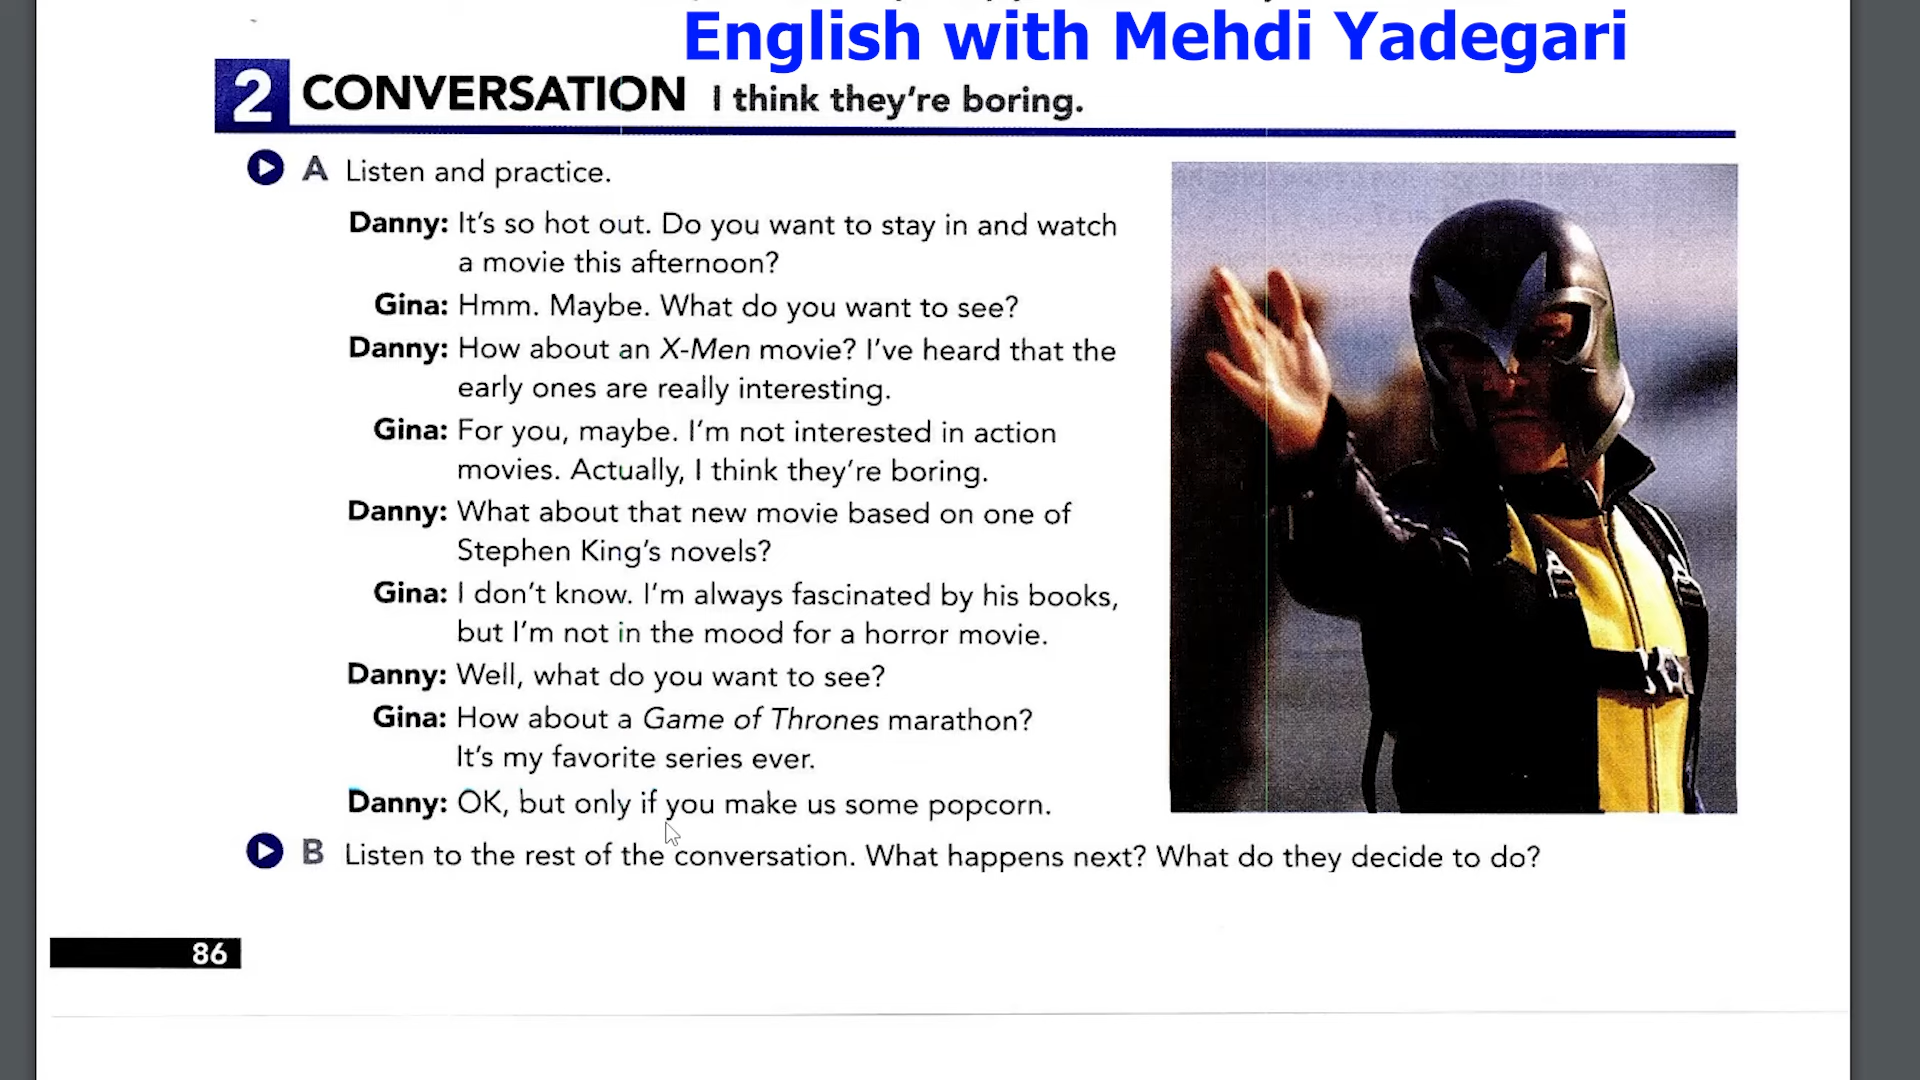 English with Mehdi Yadegari
2 CONVERSATION I think they're boring.
A Listen and practice.
Danny: It's so hot out. Do you want to stay in and watch
a movie this afternoon?
Gina: Hmm. Maybe. What do you want to see?
Danny: How about an X-Men movie? I've heard that the
early ones are really interesting.
Gina: For you, maybe. I'm not interested in action
movies. Actually, I think they're boring.
Danny: What about that new movie based on one of
Stephen King's novels?
Gina: I don't know. I'm always fascinated by his books,
but I'm not in the mood for a horror movie.
Danny: Well, what do you want to see?
Gina: How about a Game of Thrones marathon?
It's my favorite series ever.
Danny: OK, but only if you make us some popcorn.
B Listen to the rest of the conversation. What happens next? What do they decide to do?
86